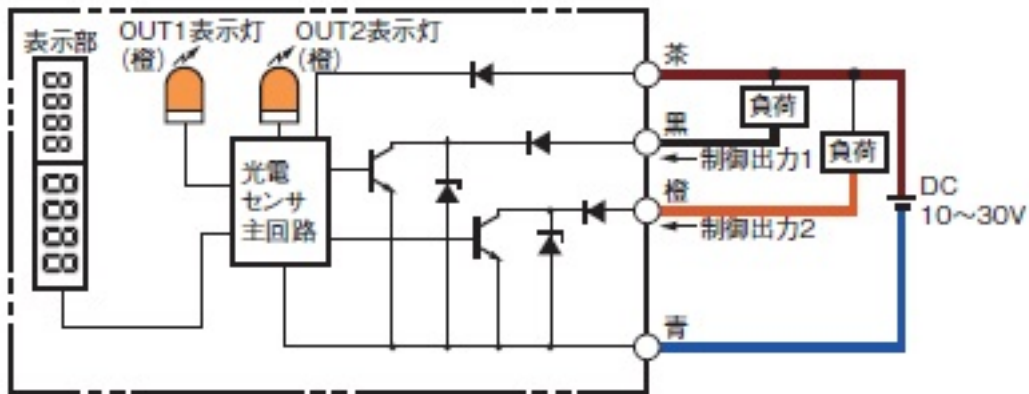 表示部
OUT1表示灯
(橙)
OUT2表示灯
(橙)
8888
8888
光電
センサ
主回路
茶
負荷
黒
制御出力1
負荷
橙
制御出力2
DC
10～30V
青